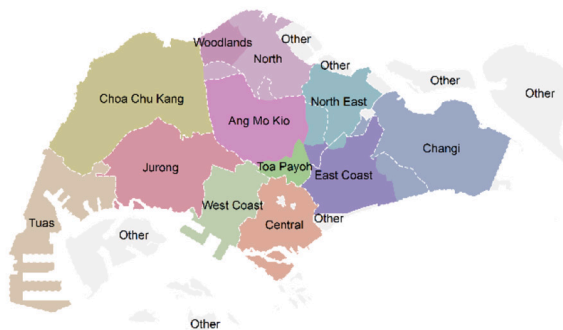 Woodlands
Other
North
Other
Other
Other
Choa Chu Kang
North East
Ang Mo Kio
Changi
Jurong
Toa Payoh
East Coast
West Coast
Tuas
Other
Central
Other
Other